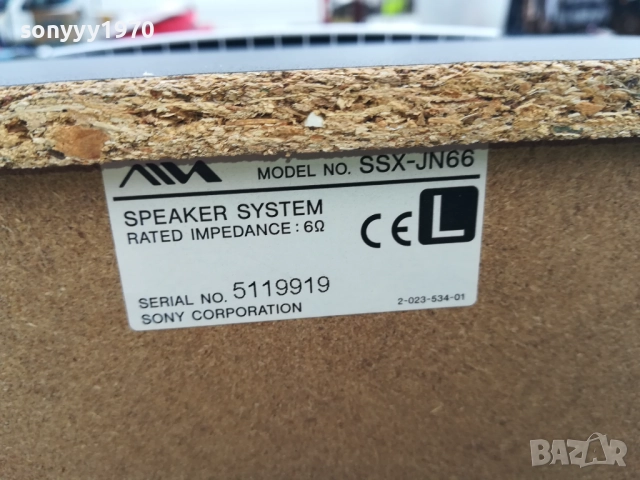 sonyyy1970
AIWA MODEL NO. SSX-JN66
SPEAKER SYSTEM
RATED IMPEDANCE : 6Ω
CE L
SERIAL NO. 5119919
SONY CORPORATION
2-023-534-01
BAZAR